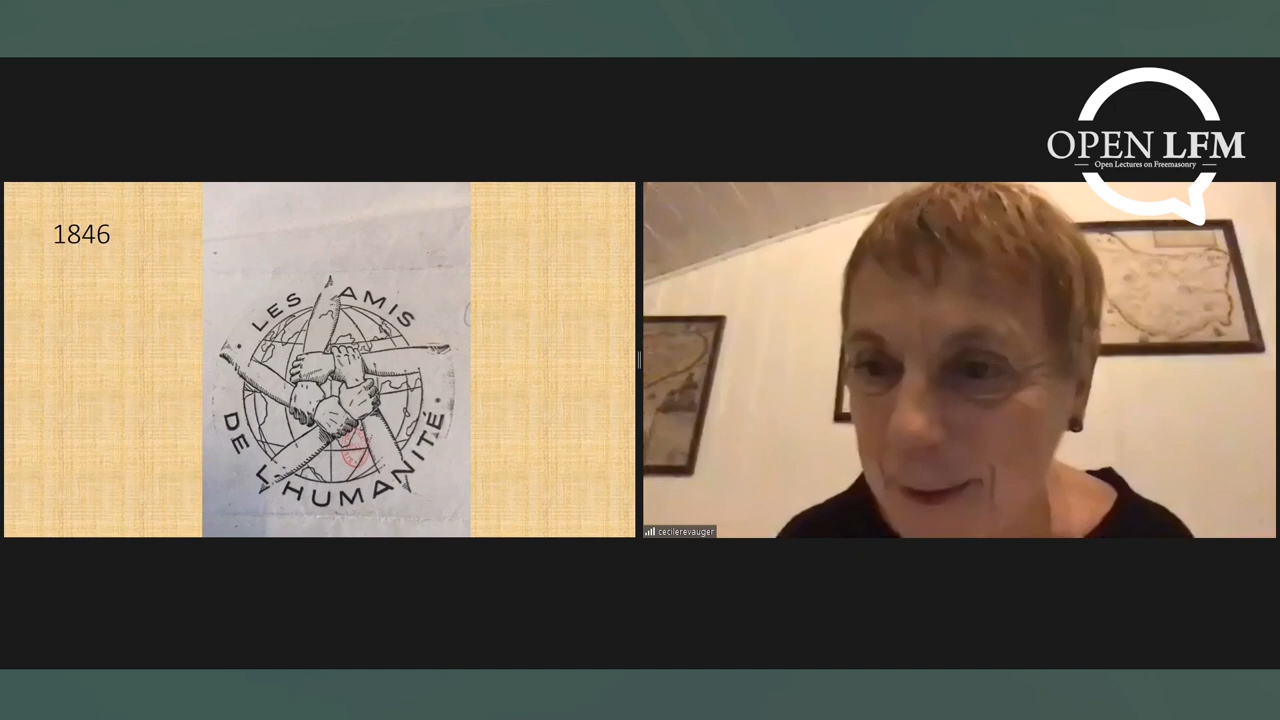 OPEN LFM
Open Lectures on Freemasonry
1846
LES AMIS
DE L'HUMANITÉ
cecilerevauger